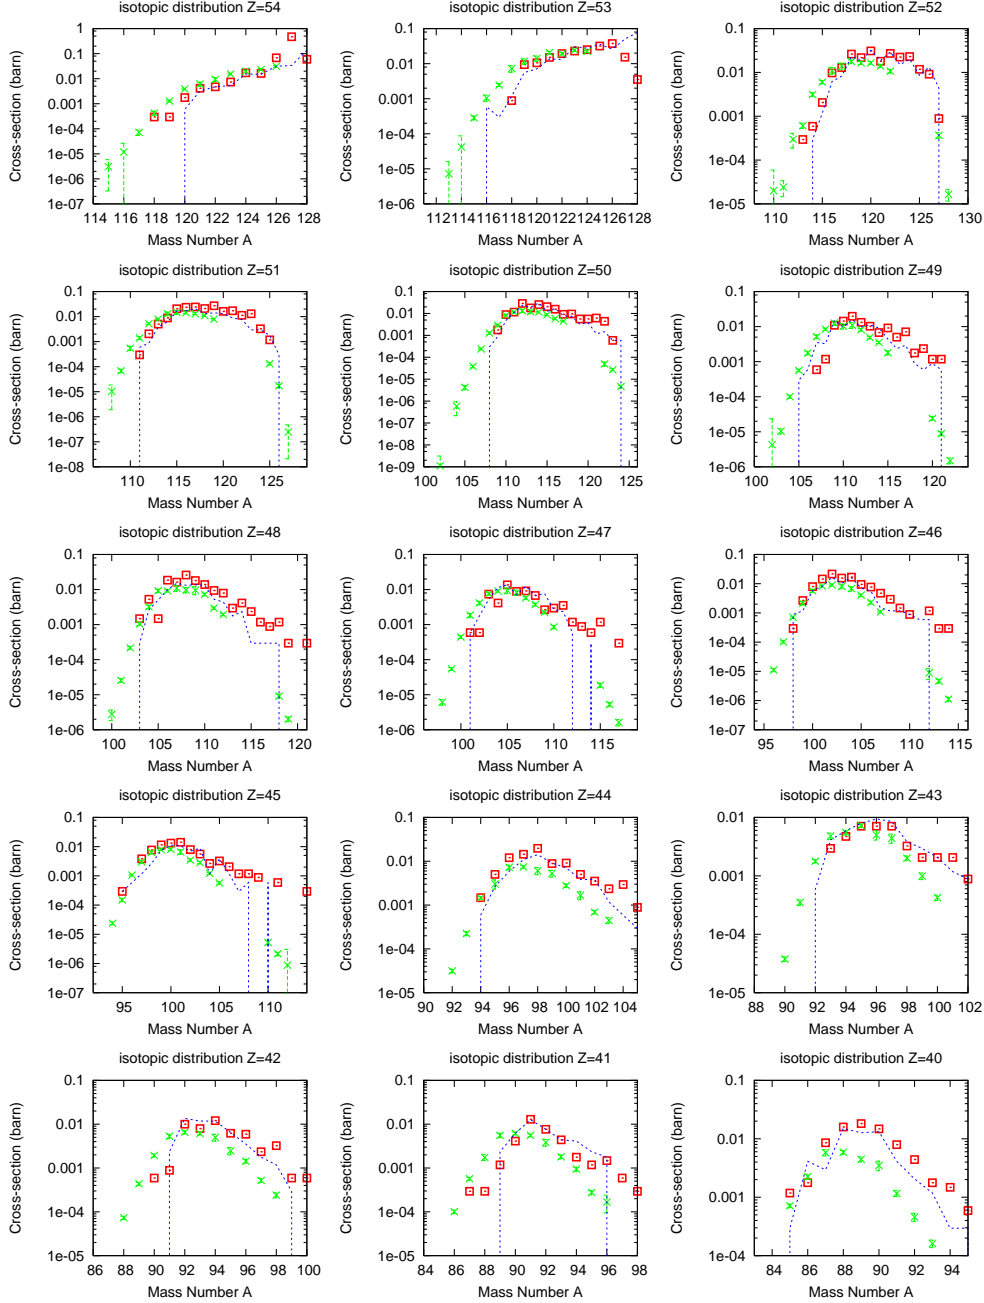 isotopic distribution Z=54
Cross-section (barn)
1
0.1
0.01
0.001
1e-04
1e-05
1e-06
1e-07
114 116 118 120 122 124 126 128
Mass Number A
isotopic distribution Z=53
Cross-section (barn)
0.1
0.01
0.001
1e-04
1e-05
1e-06
112 114 116 118 120 122 124 126 128
Mass Number A
isotopic distribution Z=52
Cross-section (barn)
0.1
0.01
0.001
1e-04
1e-05
110 115 120 125 130
Mass Number A
isotopic distribution Z=51
Cross-section (barn)
0.1
0.01
0.001
1e-04
1e-05
1e-06
1e-07
1e-08
110 115 120 125
Mass Number A
isotopic distribution Z=50
Cross-section (barn)
0.1
0.01
0.001
1e-04
1e-05
1e-06
1e-07
1e-08
1e-09
100 105 110 115 120 125
Mass Number A
isotopic distribution Z=49
Cross-section (barn)
0.1
0.01
0.001
1e-04
1e-05
1e-06
100 105 110 115 120
Mass Number A
isotopic distribution Z=48
Cross-section (barn)
0.1
0.01
0.001
1e-04
1e-05
1e-06
100 105 110 115 120
Mass Number A
isotopic distribution Z=47
Cross-section (barn)
0.1
0.01
0.001
1e-04
1e-05
1e-06
100 105 110 115
Mass Number A
isotopic distribution Z=46
Cross-section (barn)
0.1
0.01
0.001
1e-04
1e-05
1e-06
1e-07
95 100 105 110 115
Mass Number A
isotopic distribution Z=45
Cross-section (barn)
0.1
0.01
0.001
1e-04
1e-05
1e-06
1e-07
95 100 105 110
Mass Number A
isotopic distribution Z=44
Cross-section (barn)
0.1
0.01
0.001
1e-04
1e-05
90 92 94 96 98 100 102 104
Mass Number A
isotopic distribution Z=43
Cross-section (barn)
0.01
0.001
1e-04
1e-05
88 90 92 94 96 98 100 102
Mass Number A
isotopic distribution Z=42
Cross-section (barn)
0.1
0.01
0.001
1e-04
1e-05
86 88 90 92 94 96 98 100
Mass Number A
isotopic distribution Z=41
Cross-section (barn)
0.1
0.01
0.001
1e-04
1e-05
84 86 88 90 92 94 96 98
Mass Number A
isotopic distribution Z=40
Cross-section (barn)
0.1
0.01
0.001
1e-04
84 86 88 90 92 94
Mass Number A